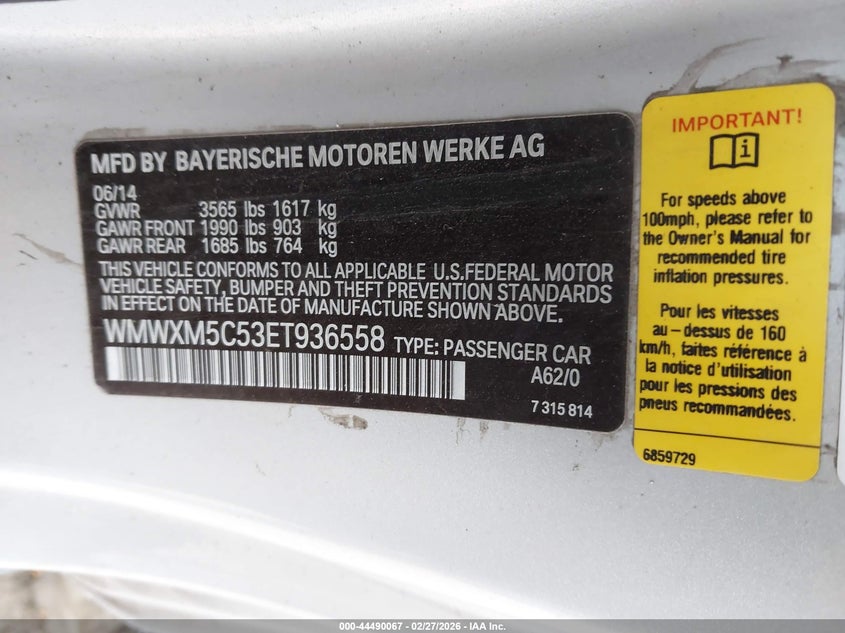 MFD BY BAYERISCHE MOTOREN WERKE AG
06/14
GVWR 3565 lbs 1617 kg
GAWR FRONT 1990 lbs 903 kg
GAWR REAR 1685 lbs 764 kg
THIS VEHICLE CONFORMS TO ALL APPLICABLE U.S.FEDERAL MOTOR
VEHICLE SAFETY, BUMPER AND THEFT PREVENTION STANDARDS
IN EFFECT ON THE DATE OF MANUFACTURE SHOWN ABOVE.
WMWXM5C53ET936558 TYPE: PASSENGER CAR
A62/0
7 315 814
IMPORTANT!
For speeds above
100mph, please refer to
the Owner's Manual for
recommended tire
inflation pressures.
Pour les vitesses
au-dessus de 160
km/h, faites référence à
la notice d'utilisation
pour les pressions des
pneus recommandées.
6859729
000-44490067 - 02/27/2026 - IAA Inc.